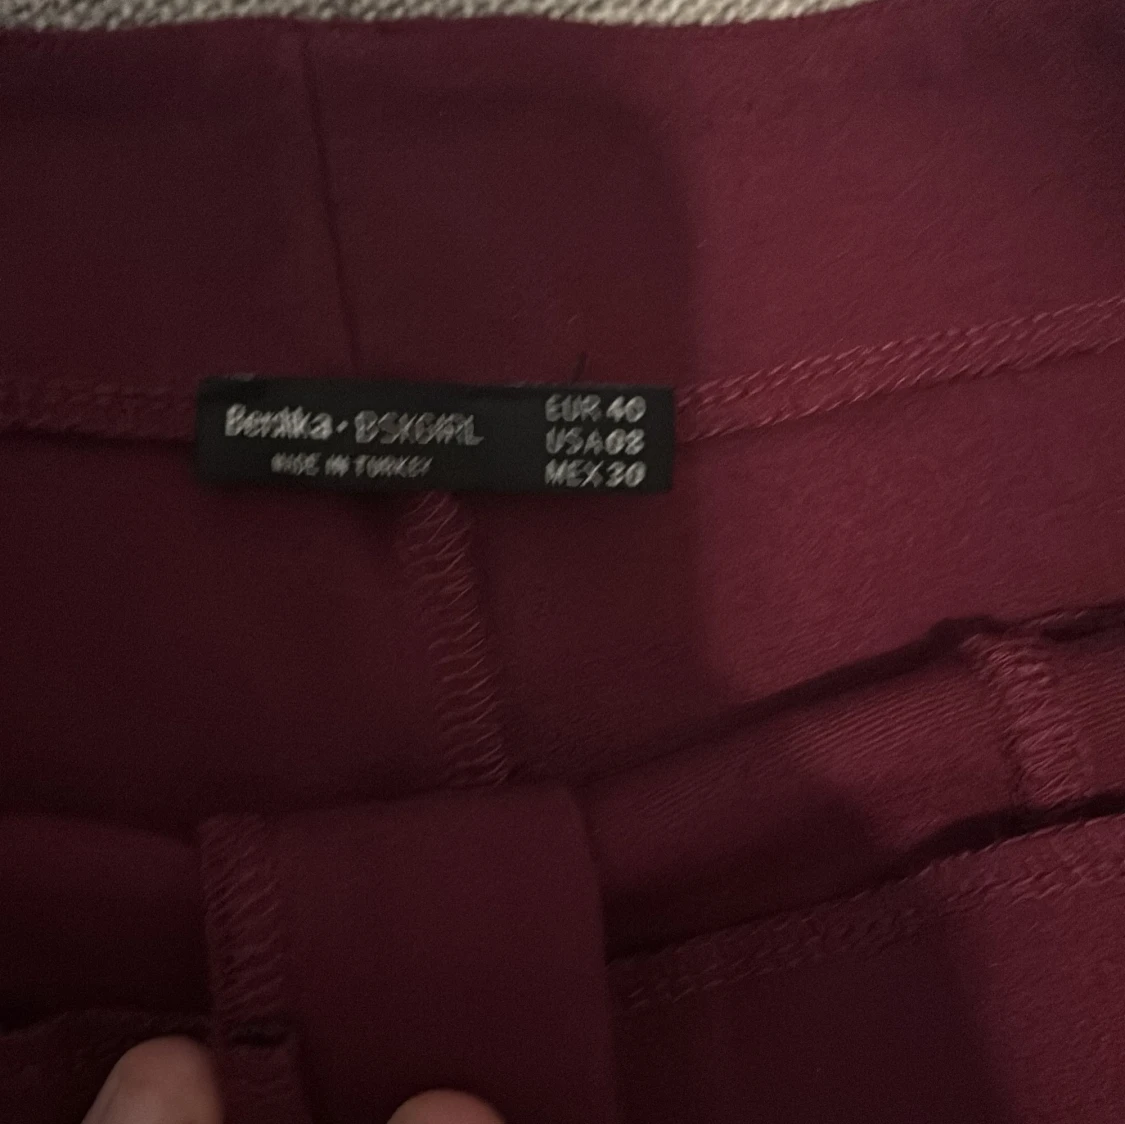 Bershka · BSKGIRL
MADE IN TURKEY
EUR 40
USA 08
MEX 30